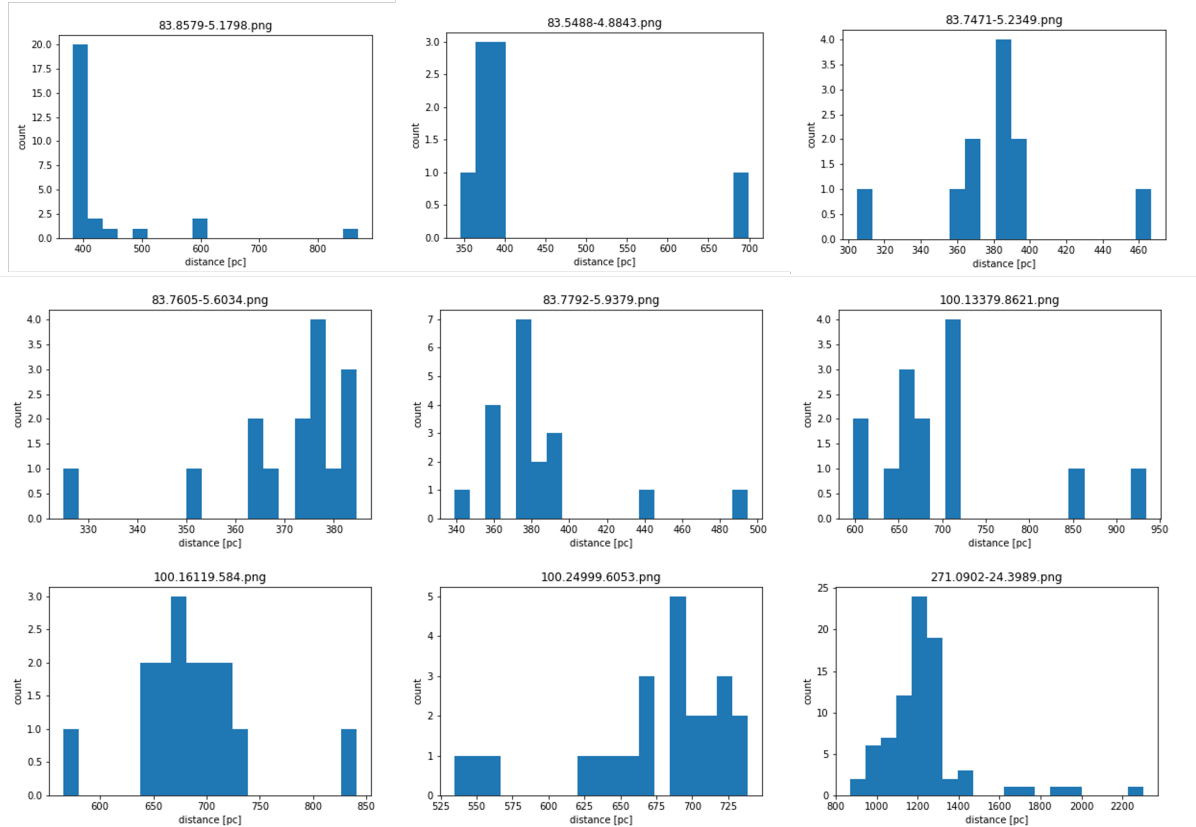 83.8579-5.1798.png
20.0
17.5
15.0
12.5
10.0
7.5
5.0
2.5
0.0
count
400 500 600 700 800
distance [pc]
83.5488-4.8843.png
3.0
2.5
2.0
1.5
1.0
0.5
0.0
count
350 400 450 500 550 600 650 700
distance [pc]
83.7471-5.2349.png
4.0
3.5
3.0
2.5
2.0
1.5
1.0
0.5
0.0
count
300 320 340 360 380 400 420 440 460
distance [pc]
83.7605-5.6034.png
4.0
3.5
3.0
2.5
2.0
1.5
1.0
0.5
0.0
count
330 340 350 360 370 380
distance [pc]
83.7792-5.9379.png
7
6
5
4
3
2
1
0
count
340 360 380 400 420 440 460 480 500
distance [pc]
100.13379.8621.png
4.0
3.5
3.0
2.5
2.0
1.5
1.0
0.5
0.0
count
600 650 700 750 800 850 900 950
distance [pc]
100.16119.584.png
3.0
2.5
2.0
1.5
1.0
0.5
0.0
count
600 650 700 750 800 850
distance [pc]
100.24999.6053.png
5
4
3
2
1
0
count
525 550 575 600 625 650 675 700 725
distance [pc]
271.0902-24.3989.png
25
20
15
10
5
0
count
800 1000 1200 1400 1600 1800 2000 2200
distance [pc]